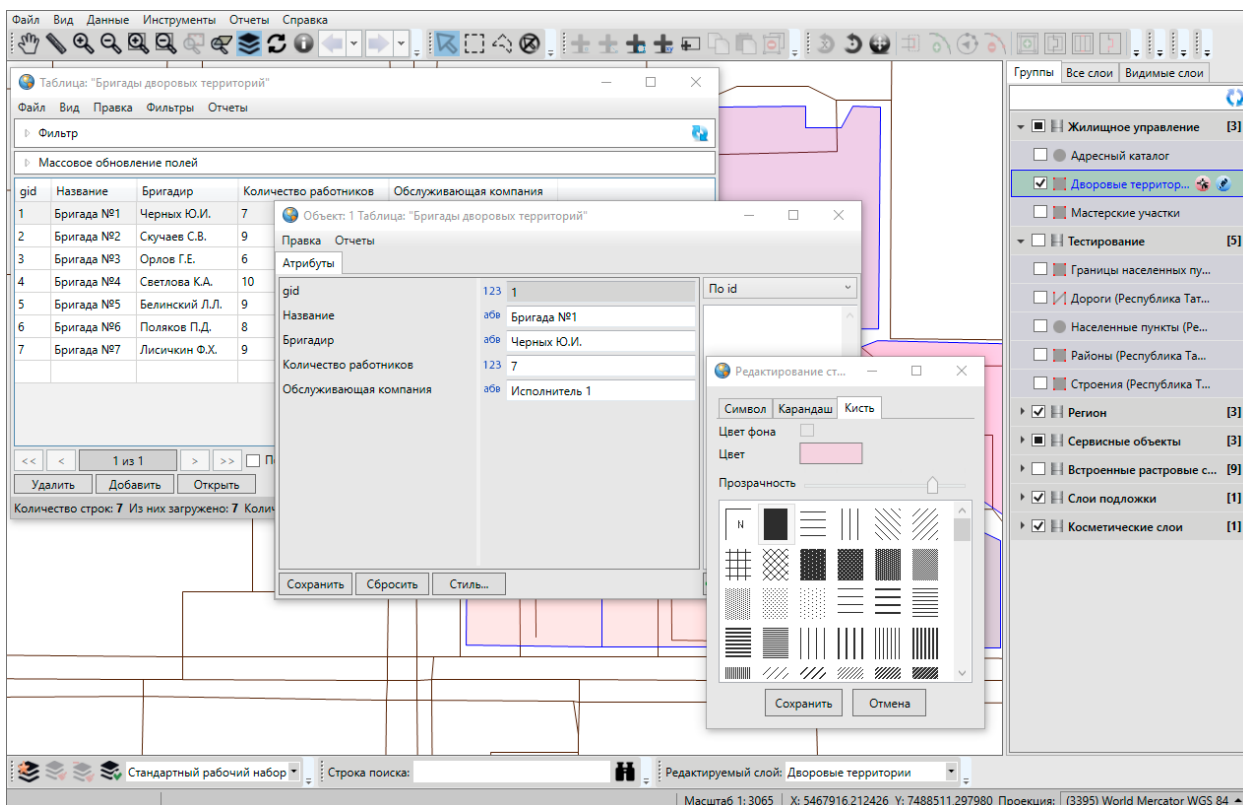 Файл Вид Данные Инструменты Отчеты Справка
Таблица: "Бригады дворовых территорий"
Файл Вид Правка Фильтры Отчеты
Фильтр
Массовое обновление полей
gid Название Бригадир Количество работников Обслуживающая компания
1 Бригада №1 Черных Ю.И. 7
2 Бригада №2 Скучаев С.В. 9
3 Бригада №3 Орлов Г.Е. 6
4 Бригада №4 Светлова К.А. 10
5 Бригада №5 Белинский Л.Л. 9
6 Бригада №6 Поляков П.Д. 8
7 Бригада №7 Лисичкин Ф.Х. 9
<< < 1 из 1 > >>
Удалить Добавить Открыть
Количество строк: 7 Из них загружено: 7
Объект: 1 Таблица: "Бригады дворовых территорий"
Правка Отчеты
Атрибуты
gid 123 1
Название абв Бригада №1
Бригадир абв Черных Ю.И.
Количество работников 123 7
Обслуживающая компания абв Исполнитель 1
По id
Сохранить Сбросить Стиль...
Редактирование ст...
Символ Карандаш Кисть
Цвет фона
Цвет
Прозрачность
N
Сохранить Отмена
Группы Все слои Видимые слои
Жилищное управление [3]
Адресный каталог
Дворовые территор...
Мастерские участки
Тестирование [5]
Границы населенных пу...
Дороги (Республика Тат...
Населенные пункты (Ре...
Районы (Республика Та...
Строения (Республика Т...
Регион [3]
Сервисные объекты [3]
Встроенные растровые с... [9]
Слои подложки [1]
Косметические слои [1]
Стандартный рабочий набор Строка поиска: Редактируемый слой: Дворовые территории
Масштаб 1: 3065 X: 5467916,212426 Y: 7488511,297980 Проекция: (3395) World Mercator WGS 84